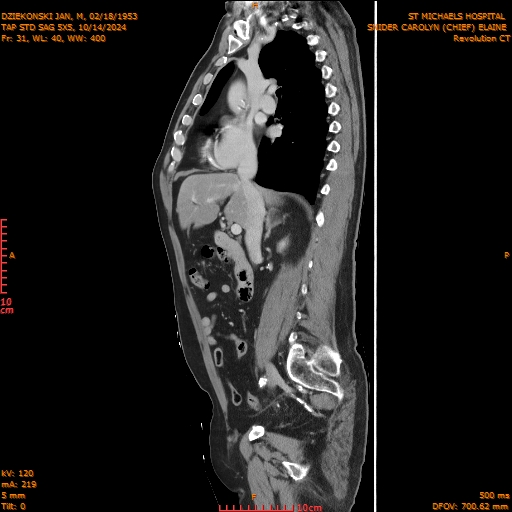 DZIEKONSKI JAN, M, 02/18/1953
TAP STD SAG 5X5, 10/14/2024
Fr: 31, WL: 40, WW: 400
ST MICHAELS HOSPITAL
SNIDER CAROLYN (CHIEF) ELAINE
Revolution CT
A
P
10
cm
kV: 120
mA: 219
5 mm
Tilt: 0
10cm
500 ms
DFOV: 700.62 mm